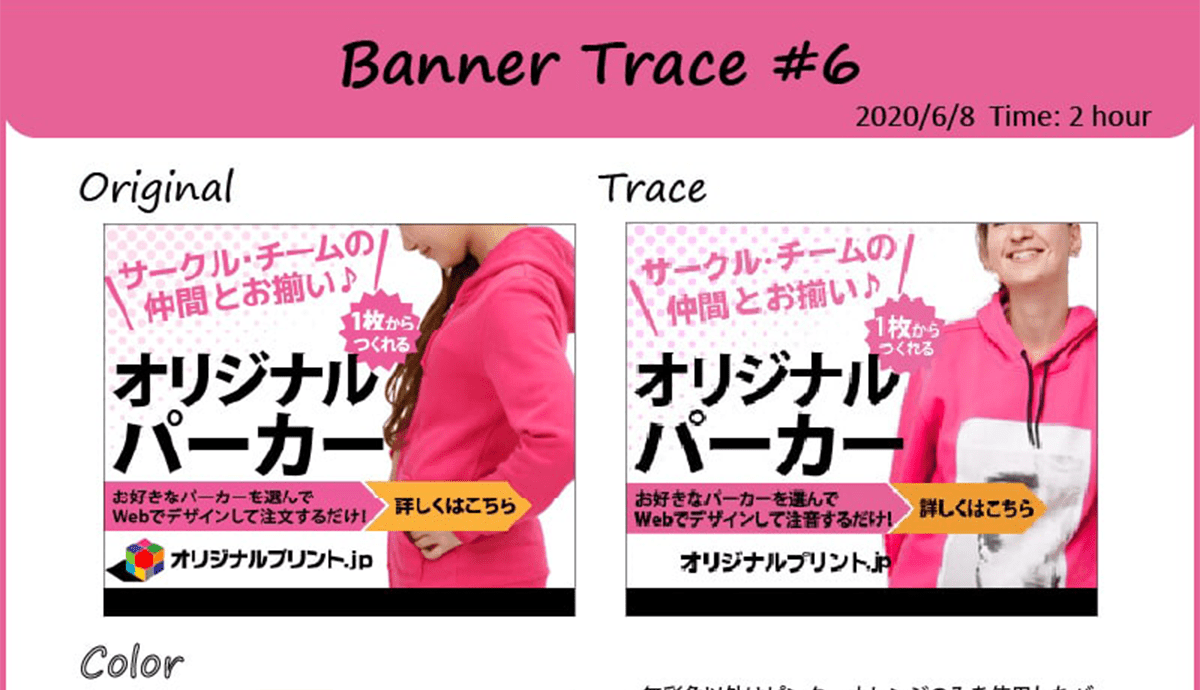 Banner Trace #6
2020/6/8 Time: 2 hour
Original
サークル・チームの
仲間とお揃い♪
1枚から
つくれる
オリジナル
パーカー
お好きなパーカーを選んで
Webでデザインして注文するだけ!
詳しくはこちら
オリジナルプリント.jp
Trace
サークル・チームの
仲間とお揃い♪
1枚から
つくれる
オリジナル
パーカー
お好きなパーカーを選んで
Webでデザインして注音するだけ!
詳しくはこちら
オリジナルプリント.jp
Color